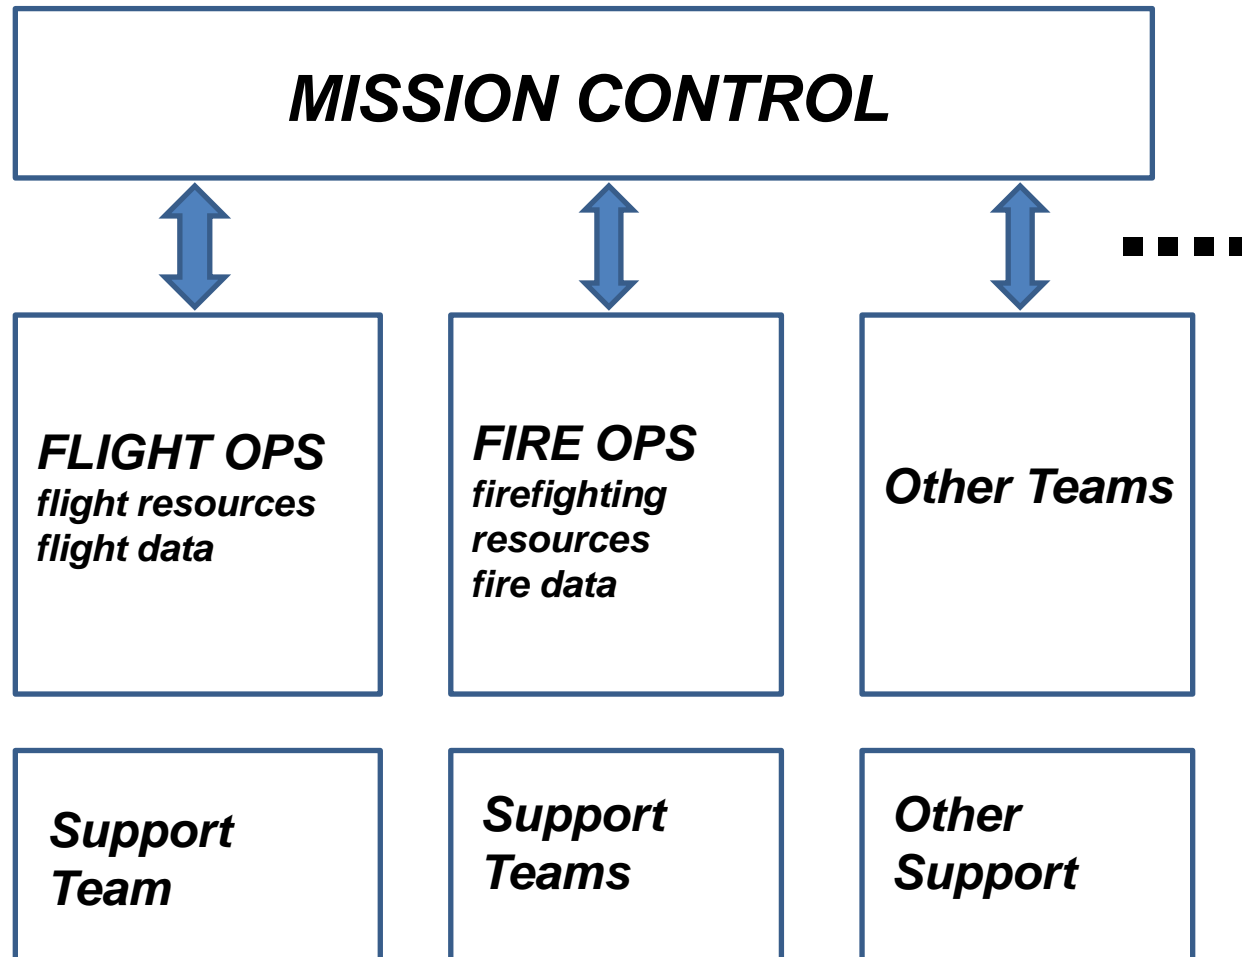 MISSION CONTROL
FLIGHT OPS
flight resources
flight data
FIRE OPS
firefighting
resources
fire data
Other Teams
Support
Team
Support
Teams
Other
Support